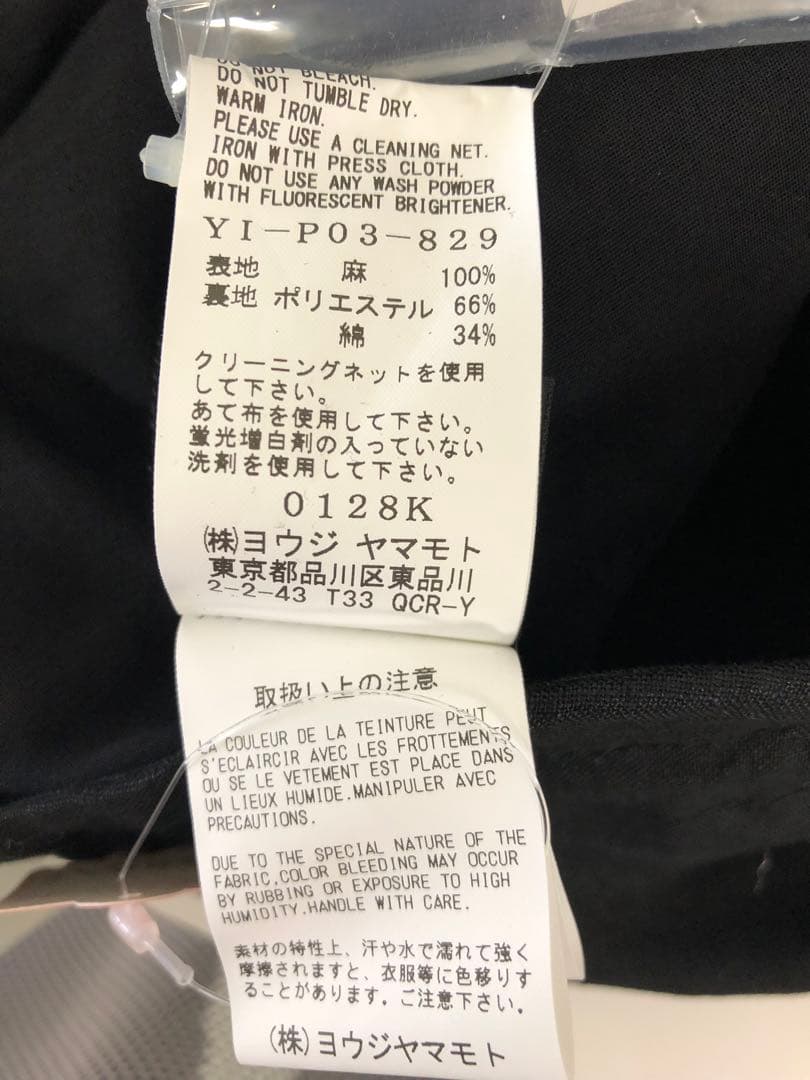 DO NOT BLEACH.
DO NOT TUMBLE DRY.
WARM IRON.
PLEASE USE A CLEANING NET.
IRON WITH PRESS CLOTH.
DO NOT USE ANY WASH POWDER
WITH FLUORESCENT BRIGHTENER.
YI-P03-829
表地 麻 100%
裏地 ポリエステル 66%
綿 34%
クリーニングネットを使用
して下さい。
あて布を使用して下さい。
蛍光増白剤の入っていない
洗剤を使用して下さい。
0128K
(株)ヨウジ ヤマモト
東京都品川区東品川
2-2-43 T33 QCR-Y
取扱い上の注意
LA COULEUR DE LA TEINTURE PEUT
S'ECLAIRCIR AVEC LES FROTTEMENTS,
OU SE LE VETEMENT EST PLACE DANS
UN LIEUX HUMIDE.MANIPULER AVEC
PRECAUTIONS.
DUE TO THE SPECIAL NATURE OF THE
FABRIC,COLOR BLEEDING MAY OCCUR
BY RUBBING OR EXPOSURE TO HIGH
HUMIDITY.HANDLE WITH CARE.
素材の特性上、汗や水で濡れて強く
摩擦されますと、衣服等に色移りす
ることがあります。ご注意下さい。
(株)ヨウジヤマモト